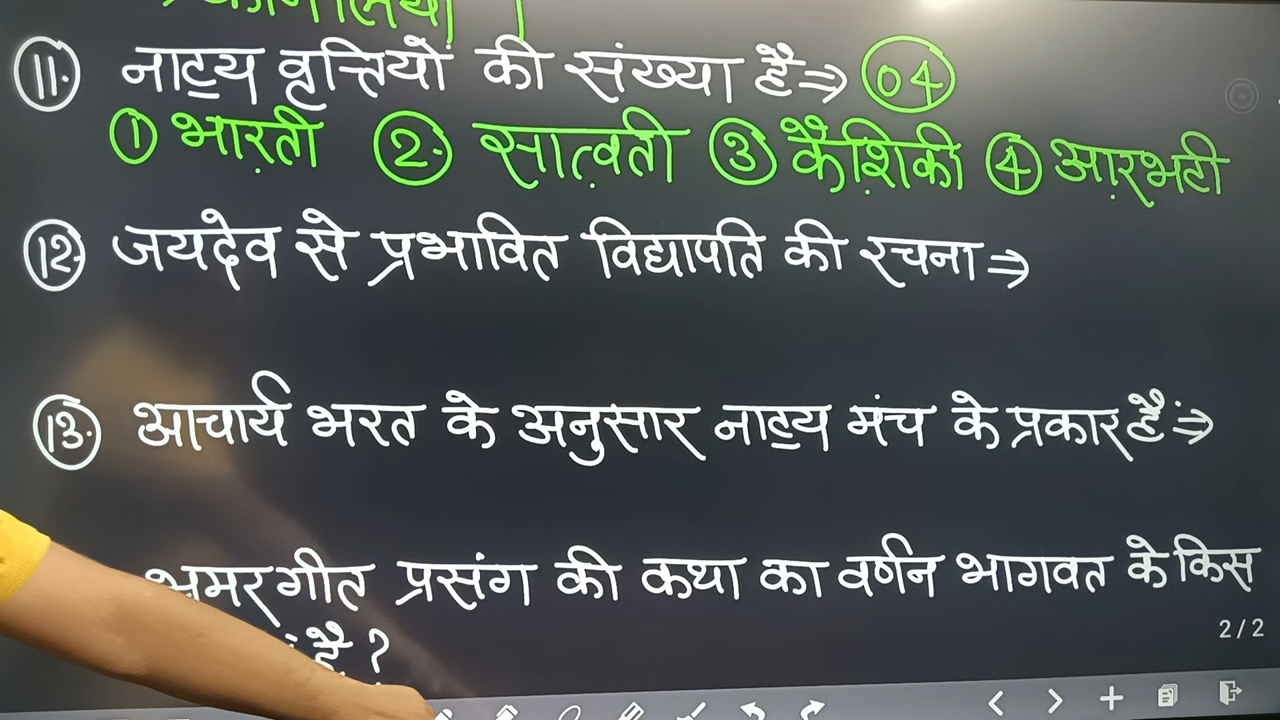 ⑪ नाट्य वृत्तियों की संख्या है⇒ 04
① भारती ② सात्वती ③ कैशिकी ④ आरभटी
⑫ जयदेव से प्रभावित विद्यापति की रचना⇒
⑬ आचार्य भरत के अनुसार नाट्य मंच के प्रकार हैं⇒
भ्रमरगीत प्रसंग की कथा का वर्णन भागवत के किस
है ?
2/2